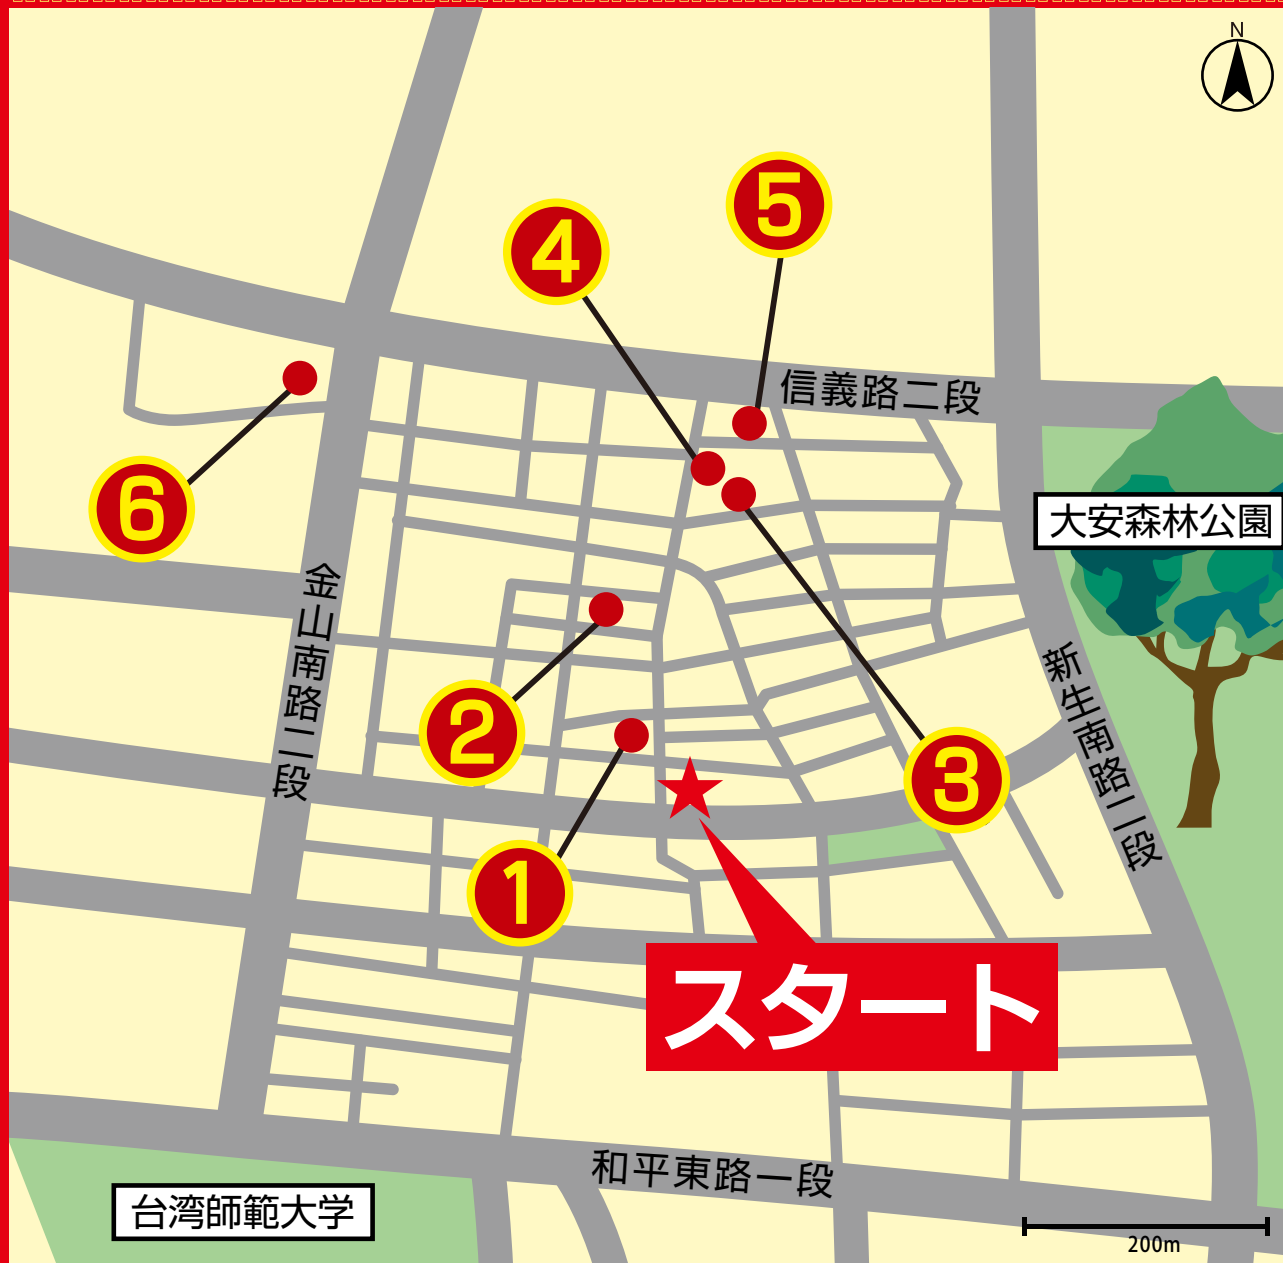 N
5
4
信義路二段
大安森林公園
6
金山南路二段
新生南路二段
2
3
1
スタート
和平東路一段
台湾師範大学
200m